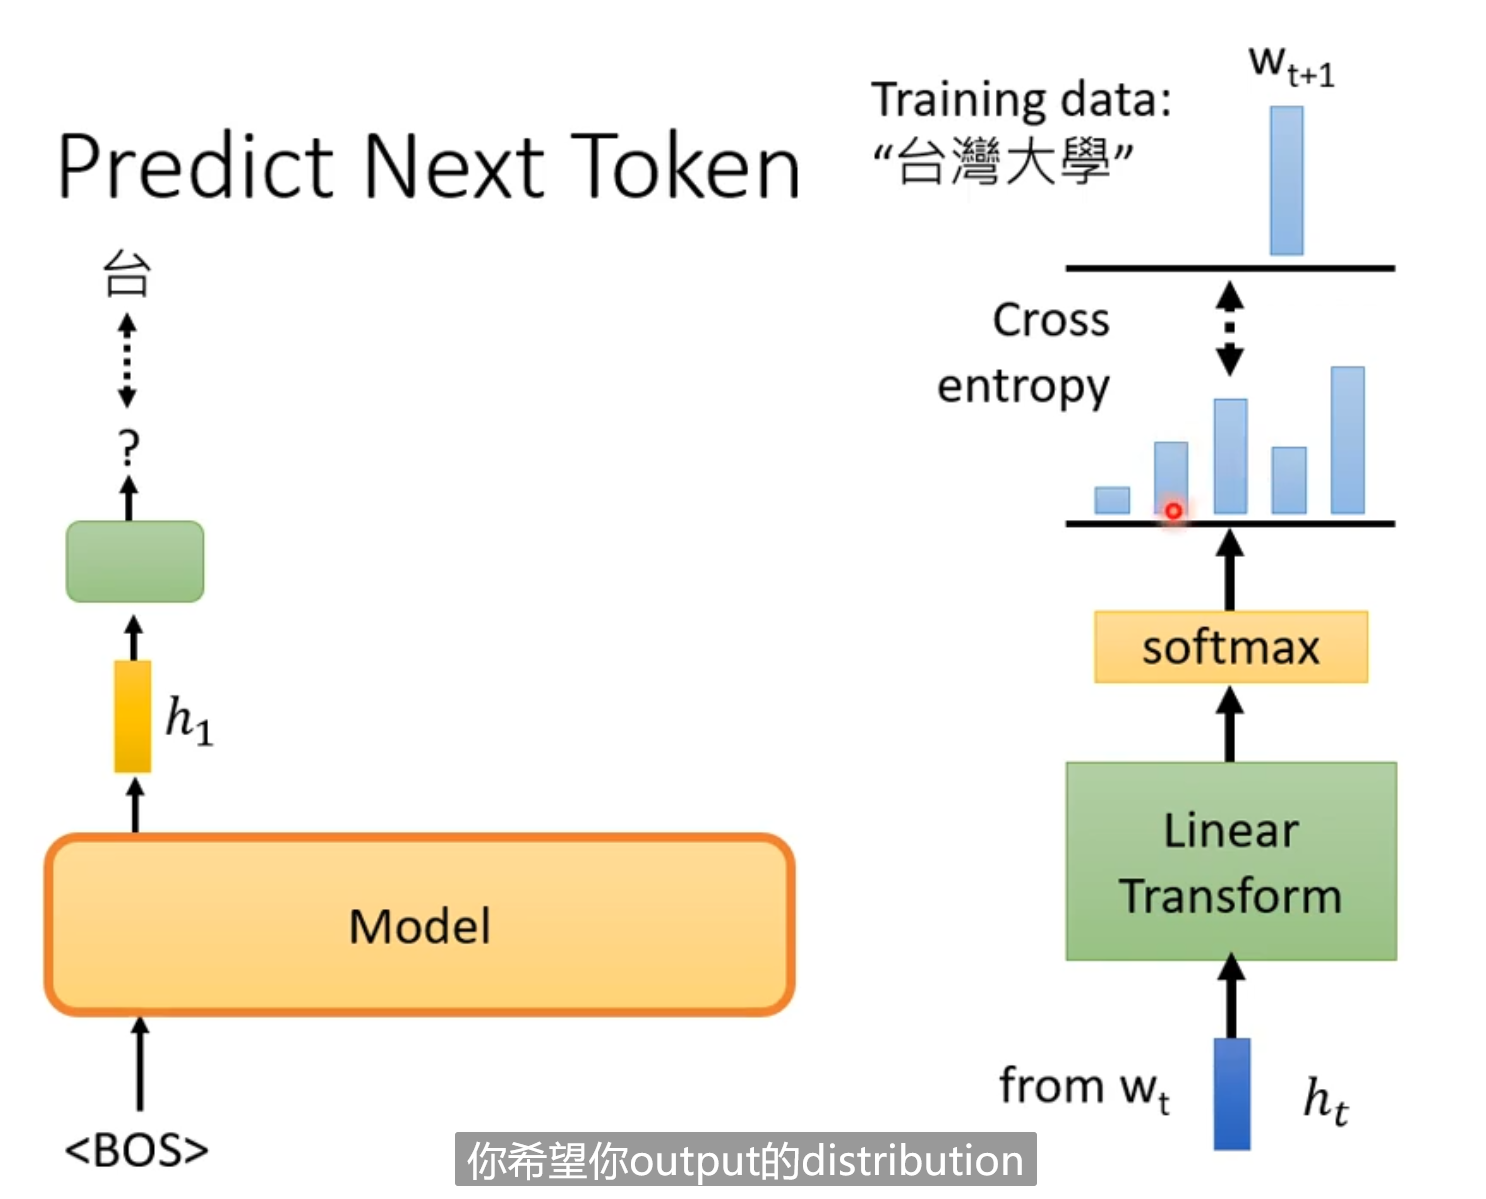 Predict Next Token
Training data:
“台灣大學”
w_{t+1}
台
?
h_1
Model
<BOS>
Cross
entropy
softmax
Linear
Transform
from w_t
h_t
你希望你output的distribution